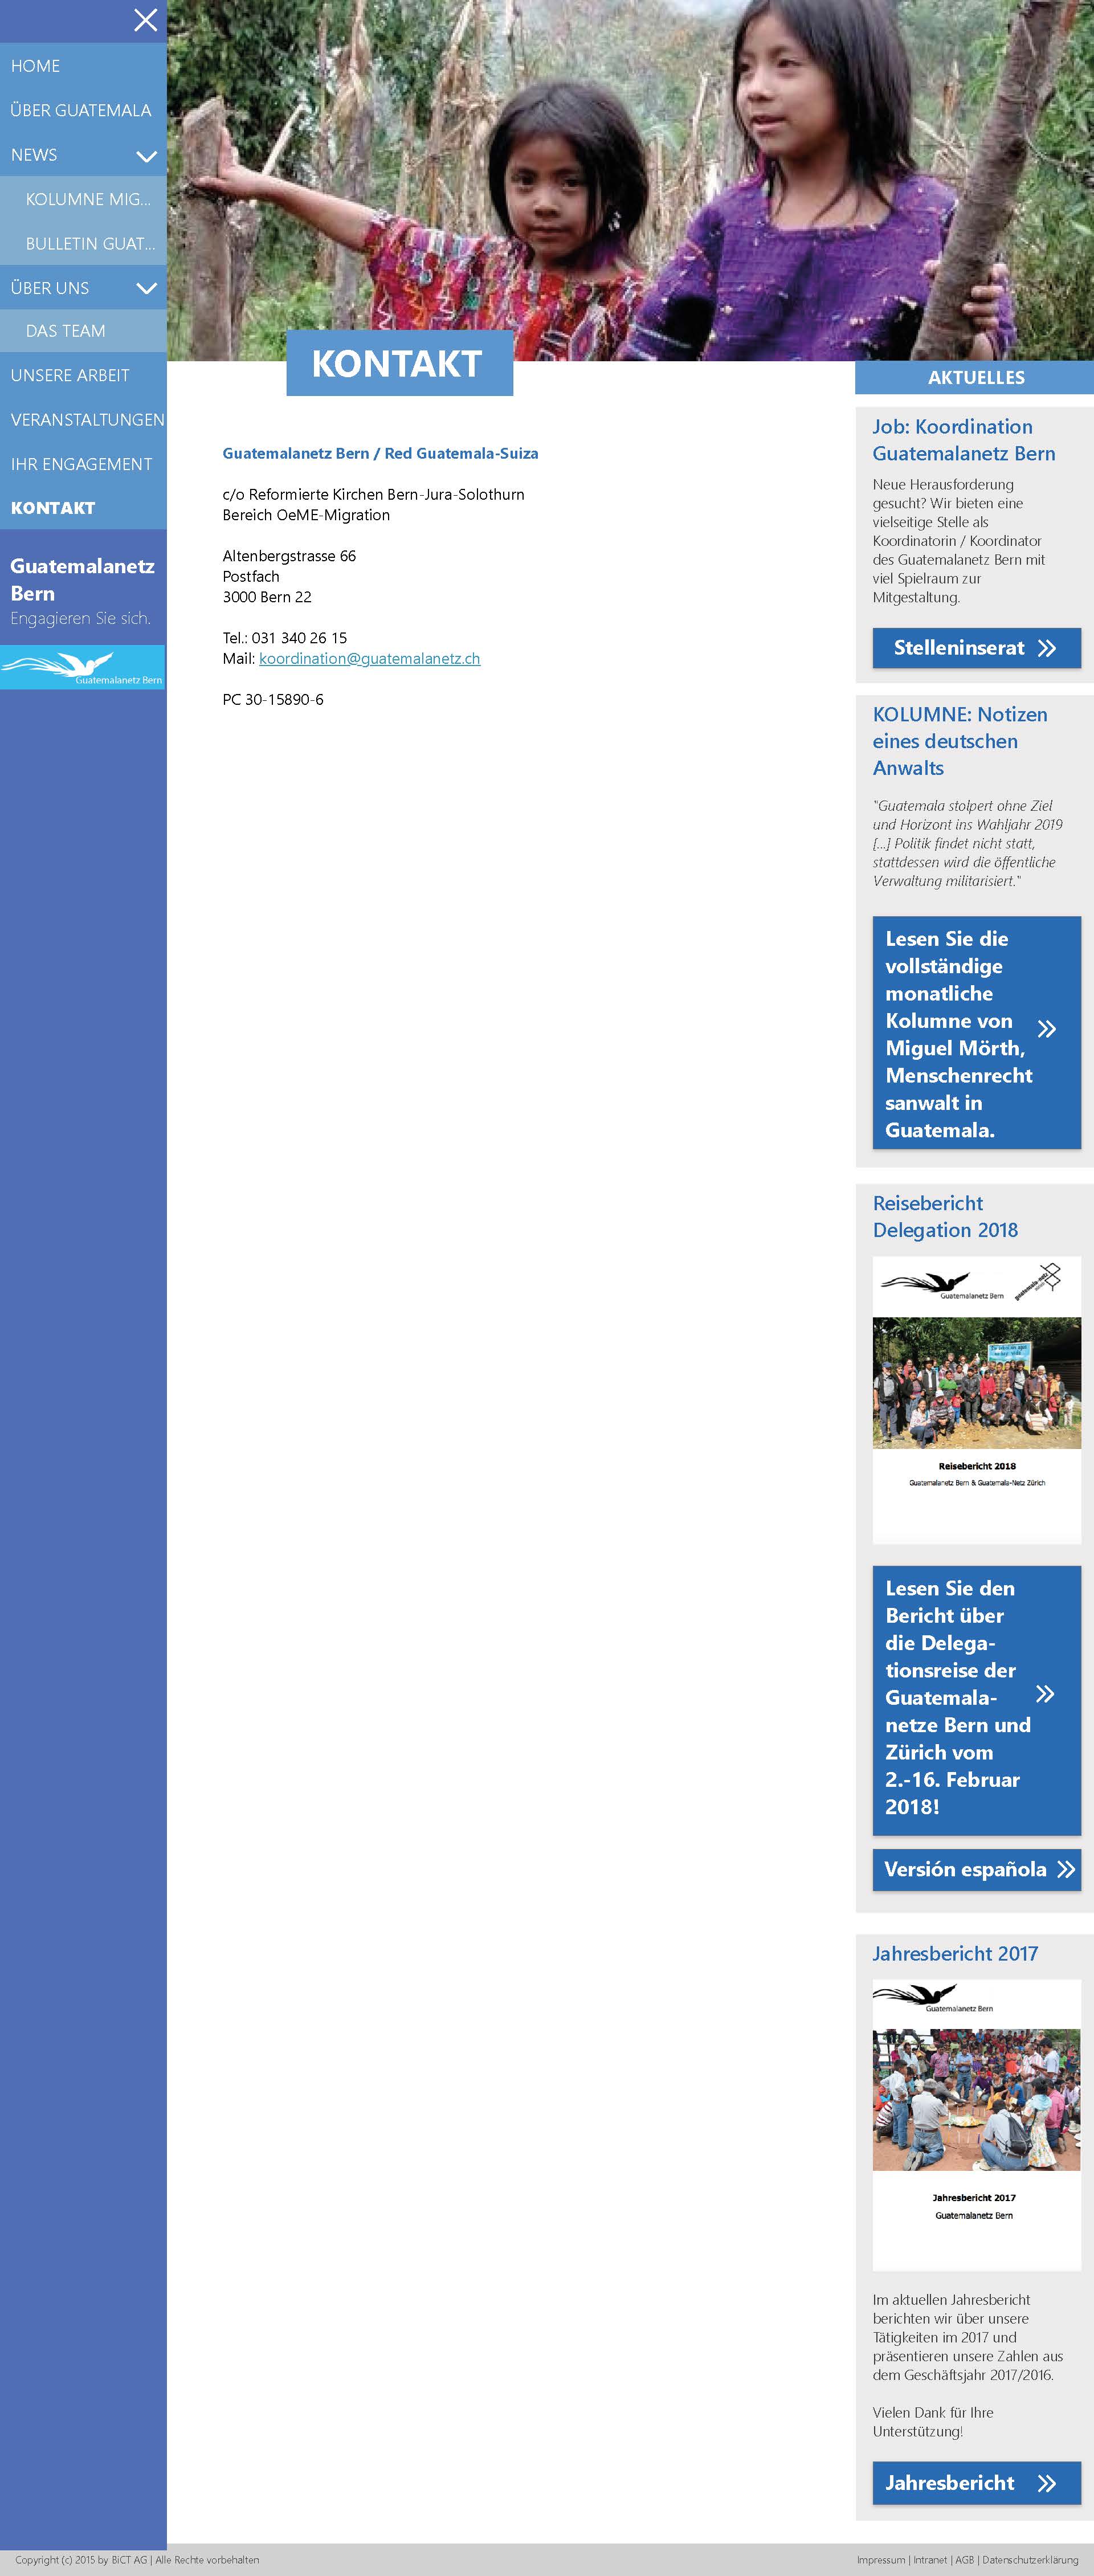 HOME
ÜBER GUATEMALA
NEWS
KOLUMNE MIG...
BULLETIN GUAT...
ÜBER UNS
DAS TEAM
UNSERE ARBEIT
VERANSTALTUNGEN
IHR ENGAGEMENT
KONTAKT
Guatemalanetz
Bern
Engagieren Sie sich.
Guatemalanetz Bern
KONTAKT
Guatemalanetz Bern / Red Guatemala-Suiza
c/o Reformierte Kirchen Bern-Jura-Solothurn
Bereich OeME-Migration
Altenbergstrasse 66
Postfach
3000 Bern 22
Tel.: 031 340 26 15
Mail: koordination@guatemalanetz.ch
PC 30-15890-6
AKTUELLES
Job: Koordination
Guatemalanetz Bern
Neue Herausforderung
gesucht? Wir bieten eine
vielseitige Stelle als
Koordinatorin / Koordinator
des Guatemalanetz Bern mit
viel Spielraum zur
Mitgestaltung.
Stelleninserat
KOLUMNE: Notizen
eines deutschen
Anwalts
"Guatemala stolpert ohne Ziel
und Horizont ins Wahljahr 2019
[...] Politik findet nicht statt,
stattdessen wird die öffentliche
Verwaltung militarisiert."
Lesen Sie die
vollständige
monatliche
Kolumne von
Miguel Mörth,
Menschenrecht
sanwalt in
Guatemala.
Reisebericht
Delegation 2018
Guatemalanetz Bern
Reisebericht 2018
Guatemalanetz Bern & Guatemala-Netz Zürich
Lesen Sie den
Bericht über
die Delega-
tionsreise der
Guatemala-
netze Bern und
Zürich vom
2.-16. Februar
2018!
Versión española
Jahresbericht 2017
Guatemalanetz Bern
Jahresbericht 2017
Guatemalanetz Bern
Im aktuellen Jahresbericht
berichten wir über unsere
Tätigkeiten im 2017 und
präsentieren unsere Zahlen aus
dem Geschäftsjahr 2017/2016.
Vielen Dank für Ihre
Unterstützung!
Jahresbericht
Copyright (c) 2015 by BiCT AG | Alle Rechte vorbehalten
Impressum | Intranet | AGB | Datenschutzerklärung